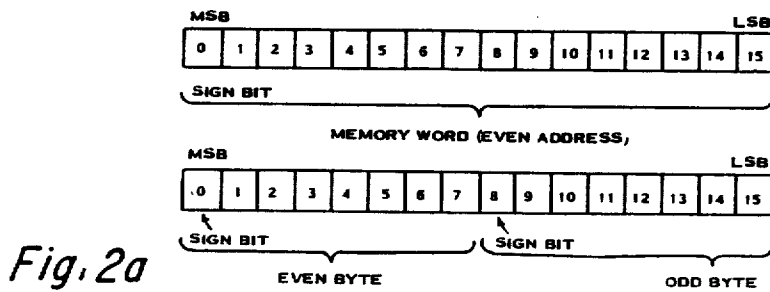 MSB LSB
0 1 2 3 4 5 6 7 8 9 10 11 12 13 14 15
SIGN BIT
MEMORY WORD (EVEN ADDRESS)
MSB LSB
0 1 2 3 4 5 6 7 8 9 10 11 12 13 14 15
SIGN BIT SIGN BIT
EVEN BYTE ODD BYTE
Fig. 2a